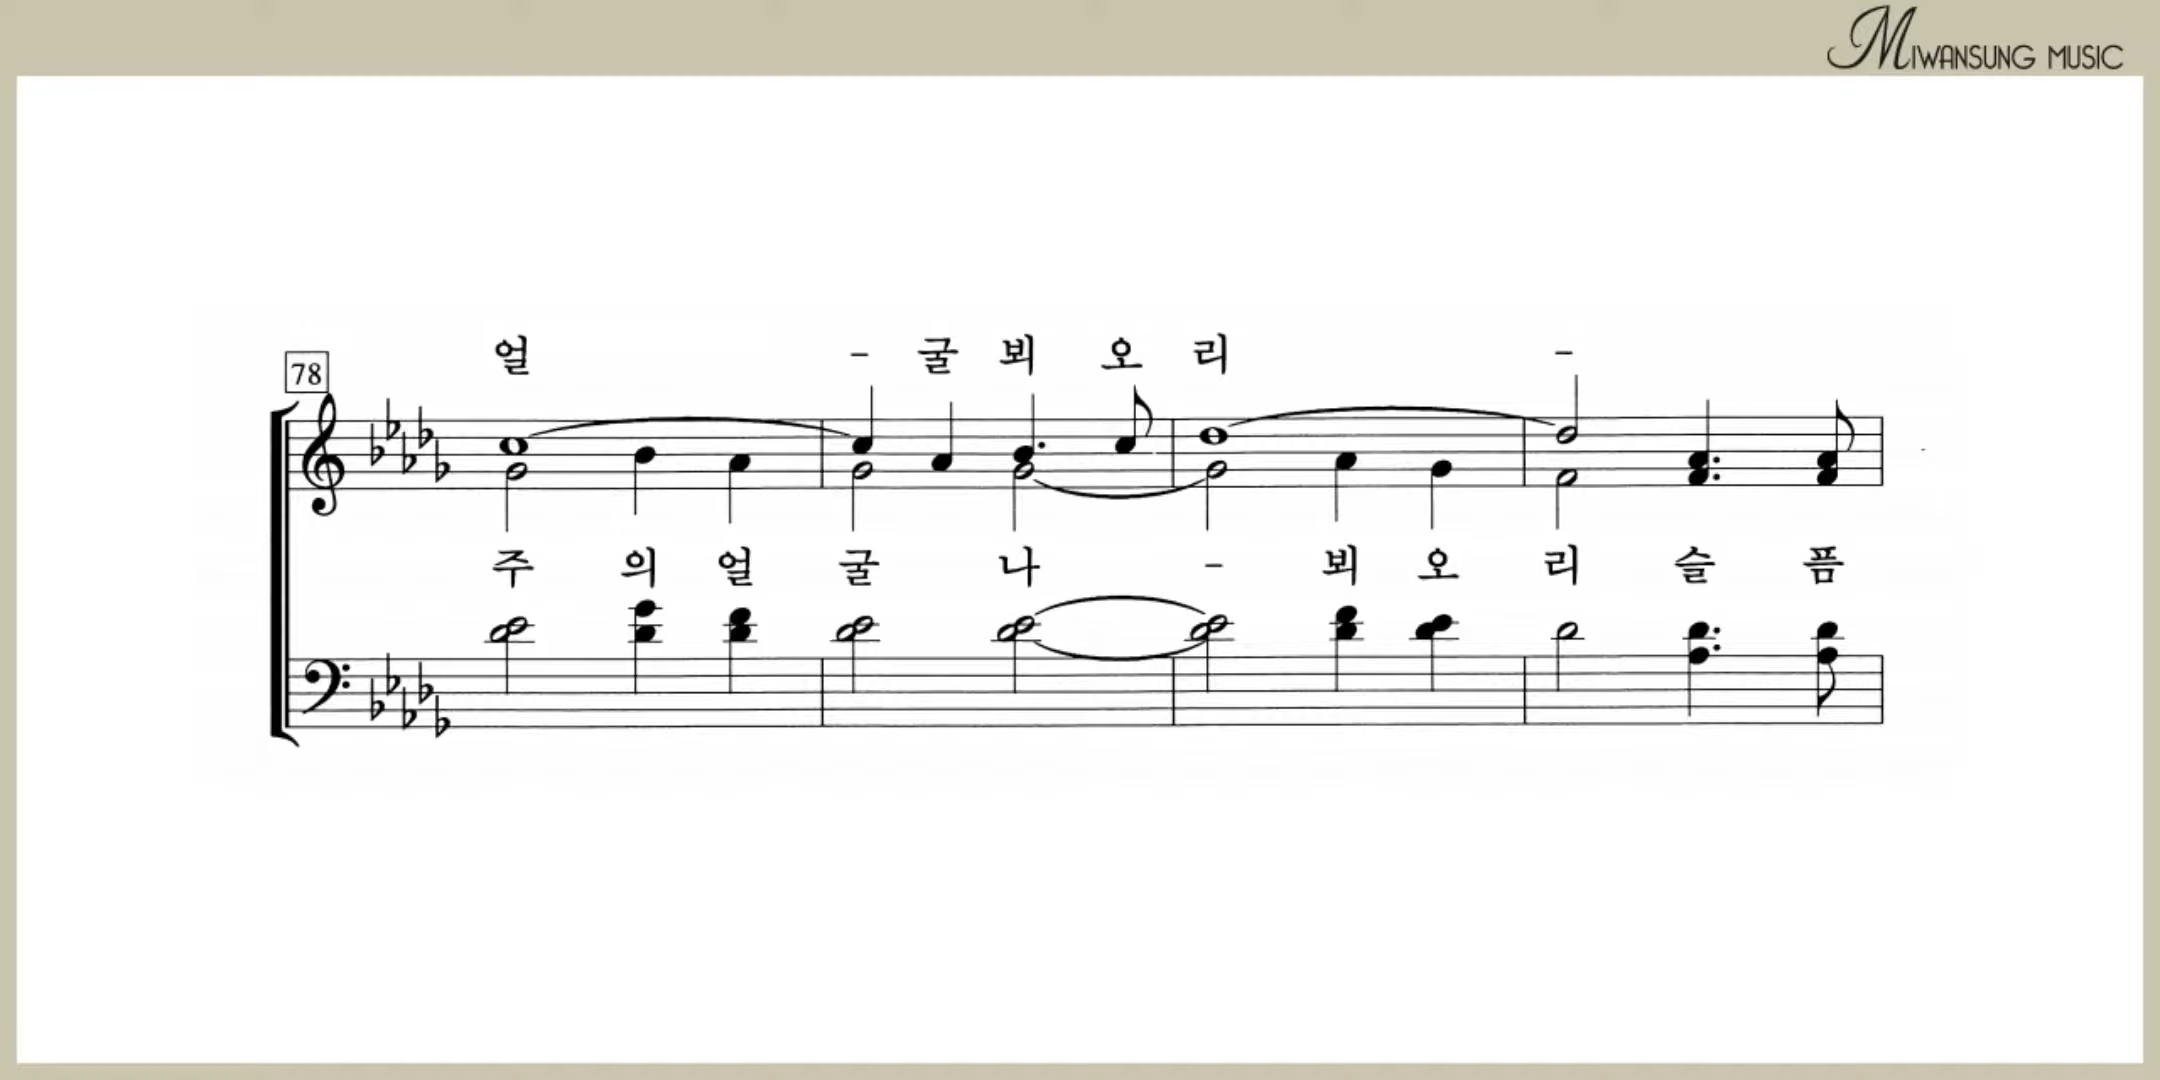 MIWANSUNG MUSIC
얼 - 굴 뵈 오 리 -
78
주 의 얼 굴 나 - 뵈 오 리 슬 픔